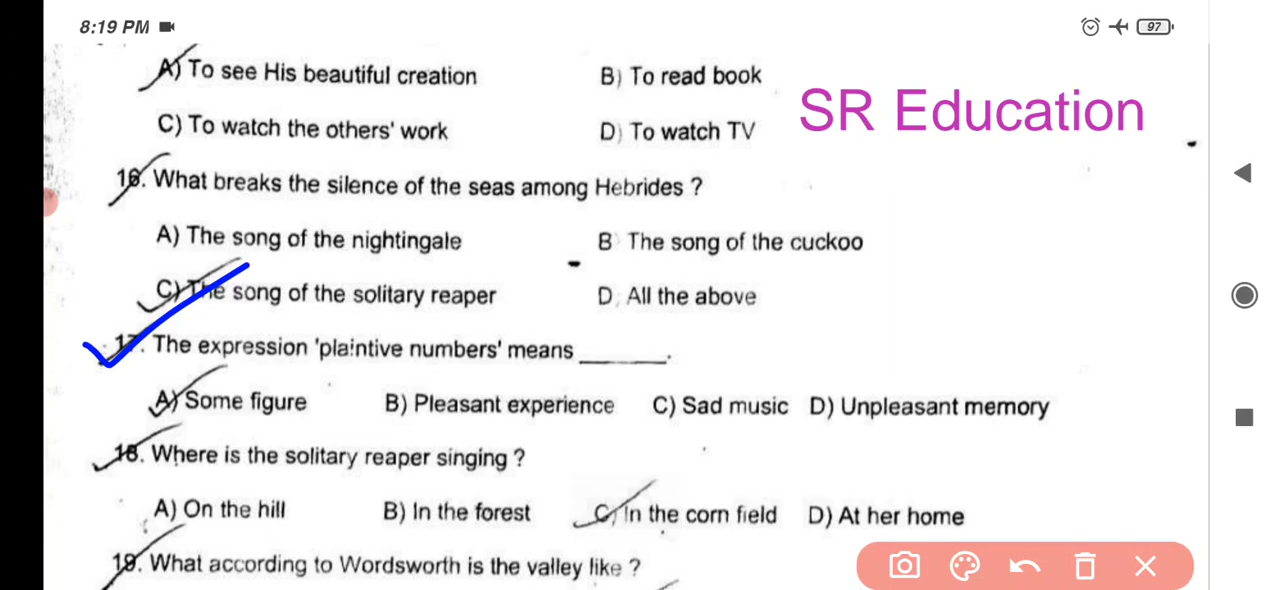 8:19 PM
97
A) To see His beautiful creation B) To read book
SR Education
C) To watch the others' work D) To watch TV
16. What breaks the silence of the seas among Hebrides ?
A) The song of the nightingale B The song of the cuckoo
C) The song of the solitary reaper D. All the above
17. The expression 'plaintive numbers' means ______.
A) Some figure B) Pleasant experience C) Sad music D) Unpleasant memory
18. Where is the solitary reaper singing ?
A) On the hill B) In the forest C) In the corn field D) At her home
19. What according to Wordsworth is the valley like ?